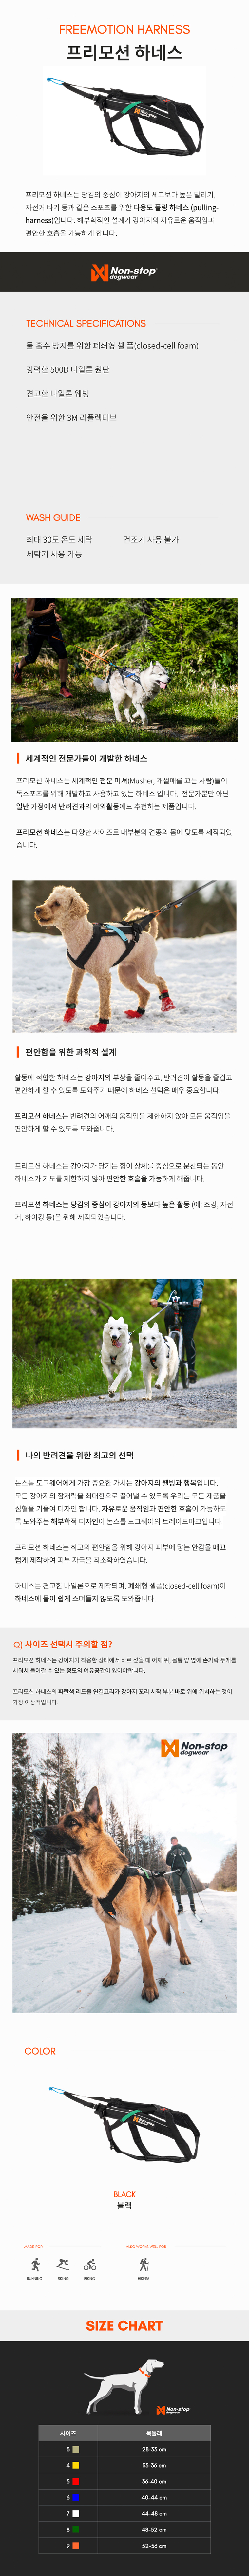 FREEMOTION HARNESS
프리모션 하네스
프리모션 하네스는 당김의 중심이 강아지의 체고보다 높은 달리기,
자전거 타기 등과 같은 스포츠를 위한 다용도 풀링 하네스 (pulling-
harness)입니다. 해부학적인 설계가 강아지의 자유로운 움직임과
편안한 호흡을 가능하게 합니다.
Non-stop
dogwear
TECHNICAL SPECIFICATIONS
물 흡수 방지를 위한 폐쇄형 셀 폼(closed-cell foam)
강력한 500D 나일론 원단
견고한 나일론 웨빙
안전을 위한 3M 리플렉티브
WASH GUIDE
최대 30도 온도 세탁 건조기 사용 불가
세탁기 사용 가능
세계적인 전문가들이 개발한 하네스
프리모션 하네스는 세계적인 전문 머셔(Musher, 개썰매를 끄는 사람)들이
독스포츠를 위해 개발하고 사용하고 있는 하네스 입니다. 전문가뿐만 아닌
일반 가정에서 반려견과의 야외활동에도 추천하는 제품입니다.
프리모션 하네스는 다양한 사이즈로 대부분의 견종의 몸에 맞도록 제작되었
습니다.
편안함을 위한 과학적 설계
활동에 적합한 하네스는 강아지의 부상을 줄여주고, 반려견이 활동을 즐겁고
편안하게 할 수 있도록 도와주기 때문에 하네스 선택은 매우 중요합니다.
프리모션 하네스는 반려견의 어깨의 움직임을 제한하지 않아 모든 움직임을
편안하게 할 수 있도록 도와줍니다.
프리모션 하네스는 강아지가 당기는 힘이 상체를 중심으로 분산되는 동안
하네스가 기도를 제한하지 않아 편안한 호흡을 가능하게 해줍니다.
프리모션 하네스는 당김의 중심이 강아지의 등보다 높은 활동 (예: 조깅, 자전
거, 하이킹 등)을 위해 제작되었습니다.
나의 반려견을 위한 최고의 선택
논스톱 도그웨어에게 가장 중요한 가치는 강아지의 웰빙과 행복입니다.
모든 강아지의 잠재력을 최대한으로 끌어낼 수 있도록 우리는 모든 제품을
심혈을 기울여 디자인 합니다. 자유로운 움직임과 편안한 호흡이 가능하도
록 도와주는 해부학적 디자인이 논스톱 도그웨어의 트레이드마크입니다.
프리모션 하네스는 최고의 편안함을 위해 강아지 피부에 닿는 안감을 매끄
럽게 제작하여 피부 자극을 최소화하였습니다.
하네스는 견고한 나일론으로 제작되며, 폐쇄형 셀폼(closed-cell foam)이
하네스에 물이 쉽게 스며들지 않도록 도와줍니다.
Q) 사이즈 선택시 주의할 점?
프리모션 하네스는 강아지가 착용한 상태에서 바로 섰을 때 어깨 위, 몸통 양 옆에 손가락 두개를
세워서 들어갈 수 있는 정도의 여유공간이 있어야합니다.
프리모션 하네스의 파란색 리드줄 연결고리가 강아지 꼬리 시작 부분 바로 위에 위치하는 것이
가장 이상적입니다.
Non-stop
dogwear
COLOR
BLACK
블랙
MADE FOR ALSO WORKS WELL FOR
RUNNING SKIING BIKING HIKING
SIZE CHART
Non-stop
dogwear
사이즈 목둘레
3 28-33 cm
4 33-36 cm
5 36-40 cm
6 40-44 cm
7 44-48 cm
8 48-52 cm
9 52-56 cm